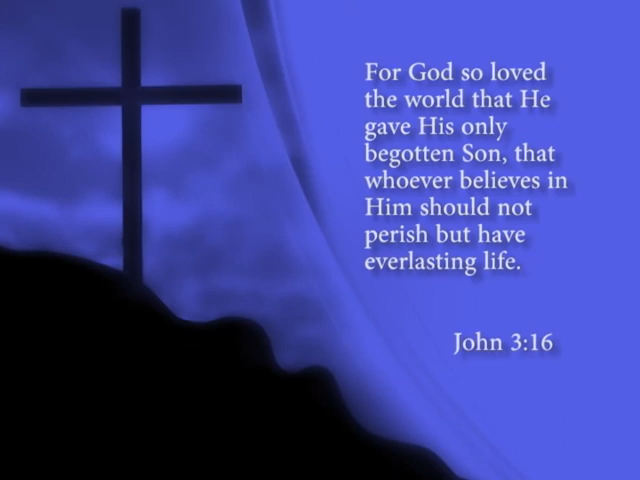 For God so loved
the world that He
gave His only
begotten Son, that
whoever believes in
Him should not
perish but have
everlasting life.
John 3:16